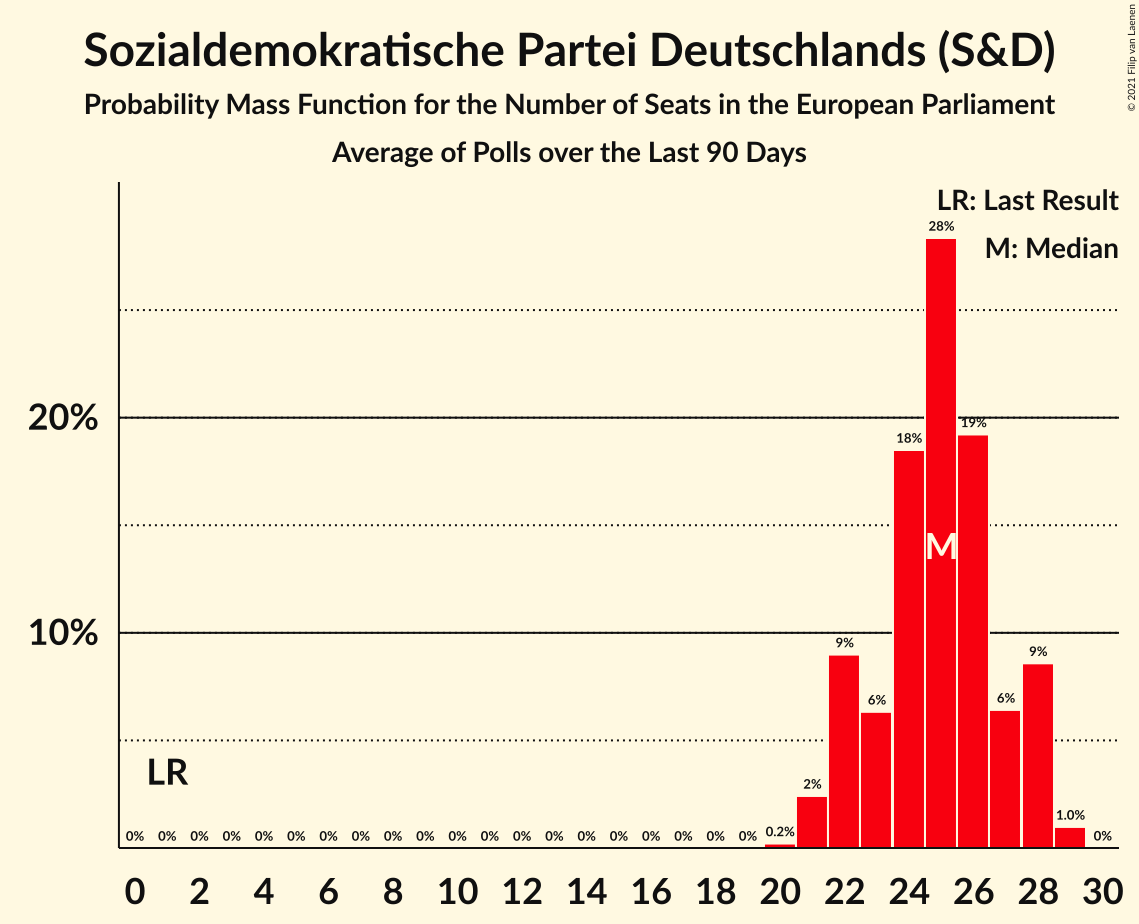 Sozialdemokratische Partei Deutschlands (S&D)
Probability Mass Function for the Number of Seats in the European Parliament
Average of Polls over the Last 90 Days
© 2021 Filip van Laenen
LR: Last Result
M: Median
28%
20%
19%
18%
M
10%
9%
9%
6%
6%
LR
2%
1.0%
0% 0% 0% 0% 0% 0% 0% 0% 0% 0% 0% 0% 0% 0% 0% 0% 0% 0% 0% 0% 0.2% 0%
0 2 4 6 8 10 12 14 16 18 20 22 24 26 28 30